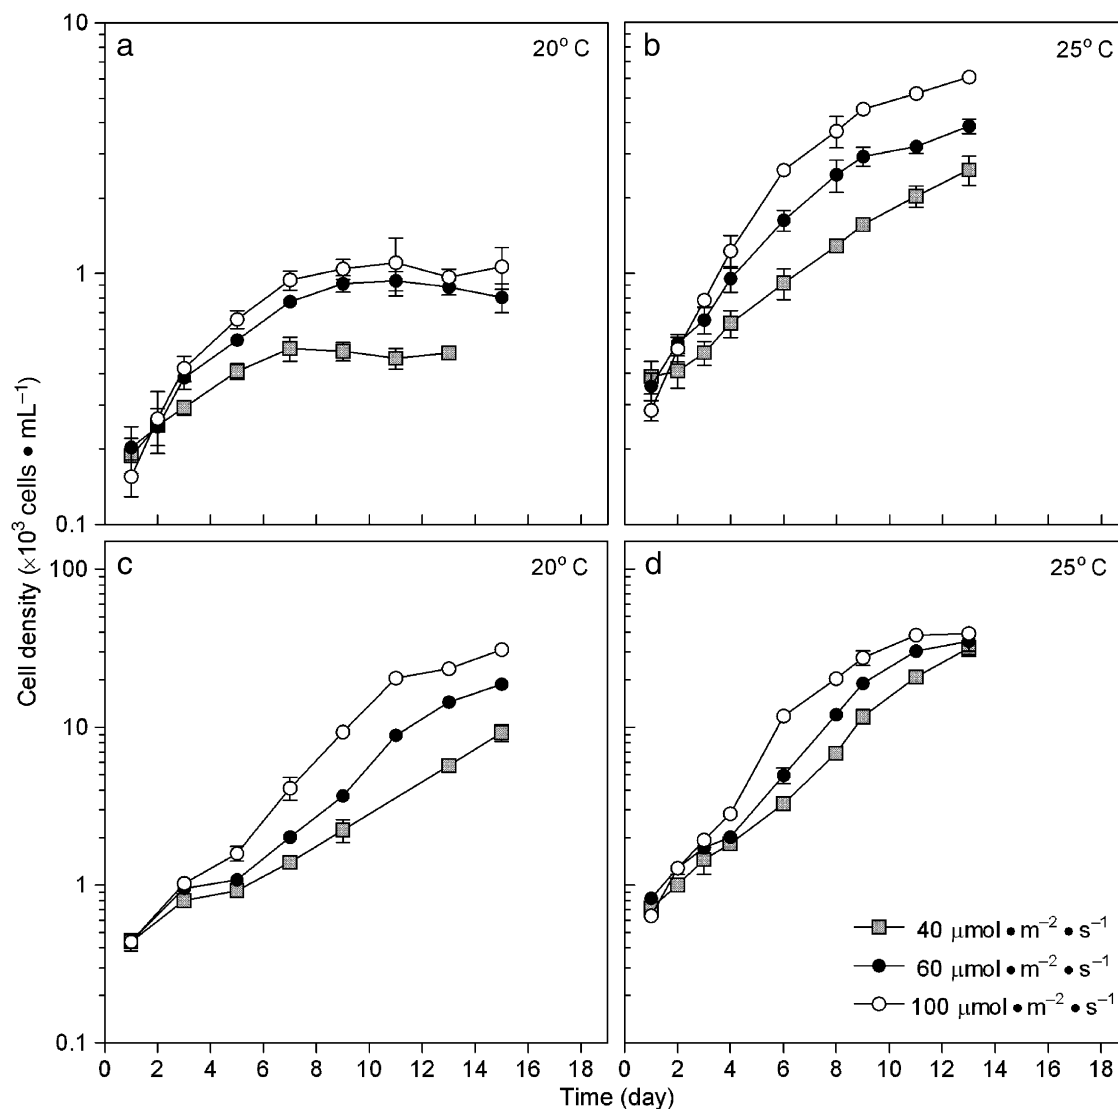 a 20° C
b 25° C
10
1
0.1
c 20° C
d 25° C
100
10
1
0.1
Cell density (×10³ cells • mL⁻¹)
40 μmol • m⁻² • s⁻¹
60 μmol • m⁻² • s⁻¹
100 μmol • m⁻² • s⁻¹
0 2 4 6 8 10 12 14 16 18 0 2 4 6 8 10 12 14 16 18
Time (day)